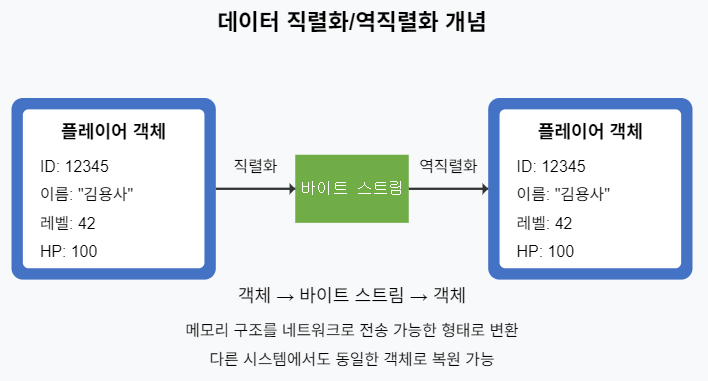 데이터 직렬화/역직렬화 개념
플레이어 객체
ID: 12345
이름: "김용사"
레벨: 42
HP: 100
직렬화
바이트 스트림
역직렬화
플레이어 객체
ID: 12345
이름: "김용사"
레벨: 42
HP: 100
객체 → 바이트 스트림 → 객체
메모리 구조를 네트워크로 전송 가능한 형태로 변환
다른 시스템에서도 동일한 객체로 복원 가능